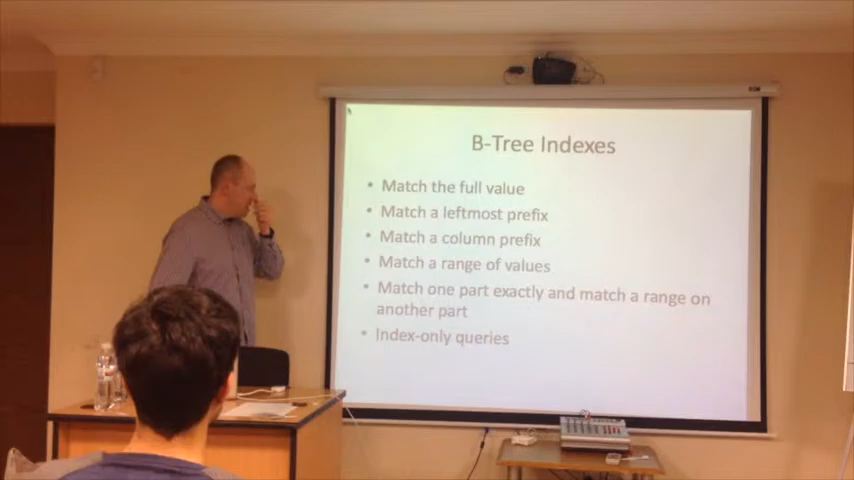 B-Tree Indexes
• Match the full value
• Match a leftmost prefix
• Match a column prefix
• Match a range of values
• Match one part exactly and match a range on
another part
• Index-only queries